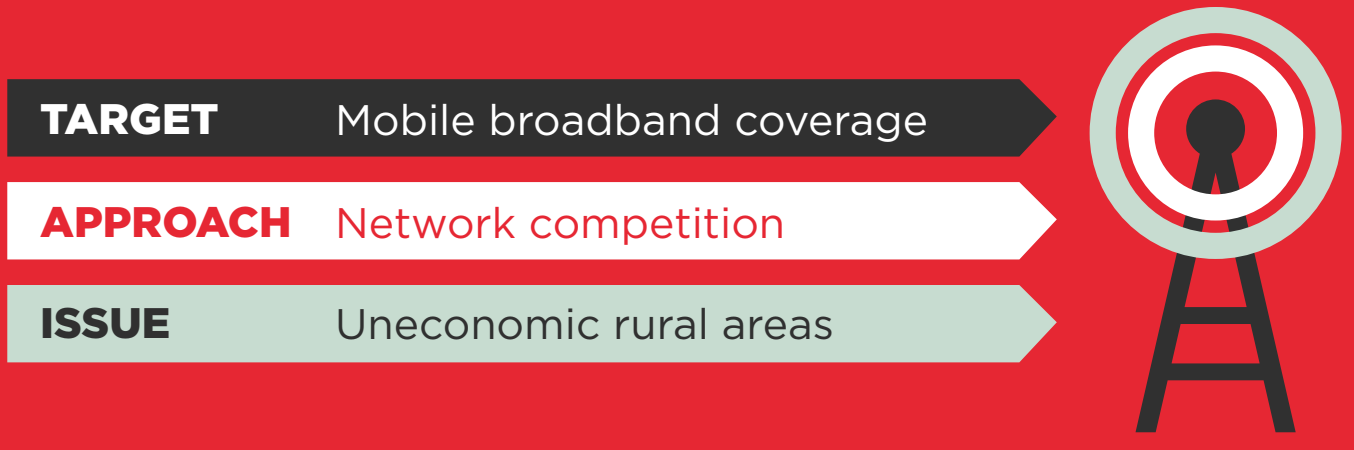 TARGET Mobile broadband coverage
APPROACH Network competition
ISSUE Uneconomic rural areas